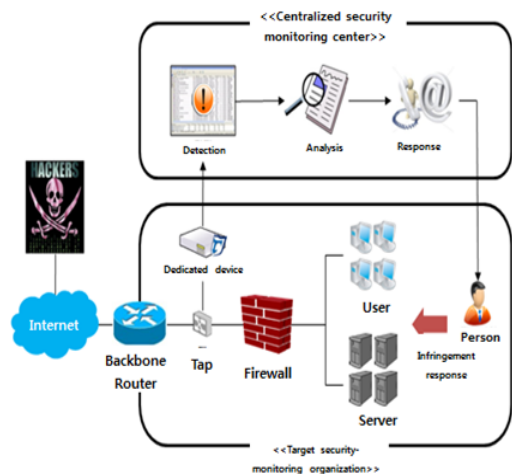 <<Centralized security
monitoring center>>
Detection
Analysis
Response
HACKERS
Dedicated device
Internet
Backbone
Router
Tap
Firewall
User
Server
Person
Infringement
response
<<Target security-
monitoring organization>>